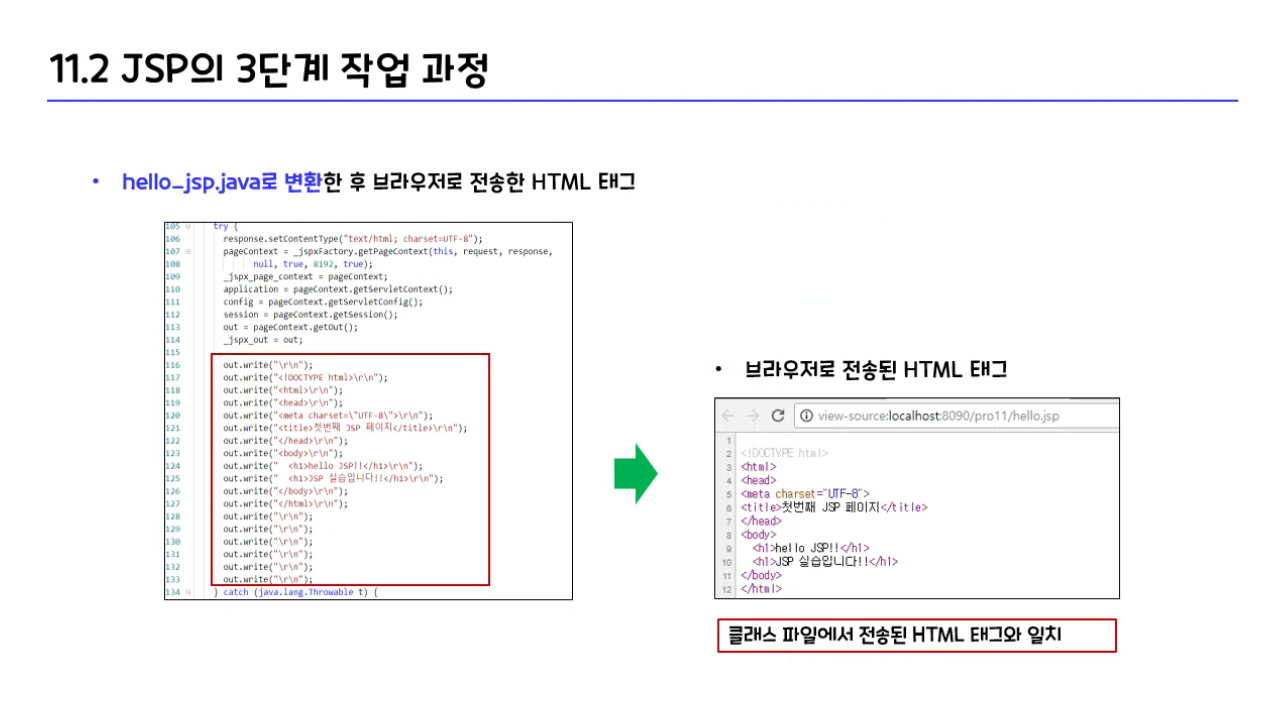 11.2 JSP의 3단계 작업 과정
• hello_jsp.java로 변환한 후 브라우저로 전송한 HTML 태그
105 try {
106 response.setContentType("text/html; charset=UTF-8");
107 pageContext = _jspxFactory.getPageContext(this, request, response,
108 null, true, 8192, true);
109 _jspx_page_context = pageContext;
110 application = pageContext.getServletContext();
111 config = pageContext.getServletConfig();
112 session = pageContext.getSession();
113 out = pageContext.getOut();
114 _jspx_out = out;
115
116 out.write("\r\n");
117 out.write("<!DOCTYPE html>\r\n");
118 out.write("<html>\r\n");
119 out.write("<head>\r\n");
120 out.write("<meta charset=\"UTF-8\">\r\n");
121 out.write("<title>첫번째 JSP 페이지</title>\r\n");
122 out.write("</head>\r\n");
123 out.write("<body>\r\n");
124 out.write("  <h1>hello JSP!!</h1>\r\n");
125 out.write("  <h1>JSP 실습입니다!!</h1>\r\n");
126 out.write("</body>\r\n");
127 out.write("</html>\r\n");
128 out.write("\r\n");
129 out.write("\r\n");
130 out.write("\r\n");
131 out.write("\r\n");
132 out.write("\r\n");
133 out.write("\r\n");
134 } catch (java.lang.Throwable t) {
• 브라우저로 전송된 HTML 태그
view-source:localhost:8090/pro11/hello.jsp
1
2 <!DOCTYPE html>
3 <html>
4 <head>
5 <meta charset="UTF-8">
6 <title>첫번째 JSP 페이지</title>
7 </head>
8 <body>
9 <h1>hello JSP!!</h1>
10 <h1>JSP 실습입니다!!</h1>
11 </body>
12 </html>
클래스 파일에서 전송된 HTML 태그와 일치